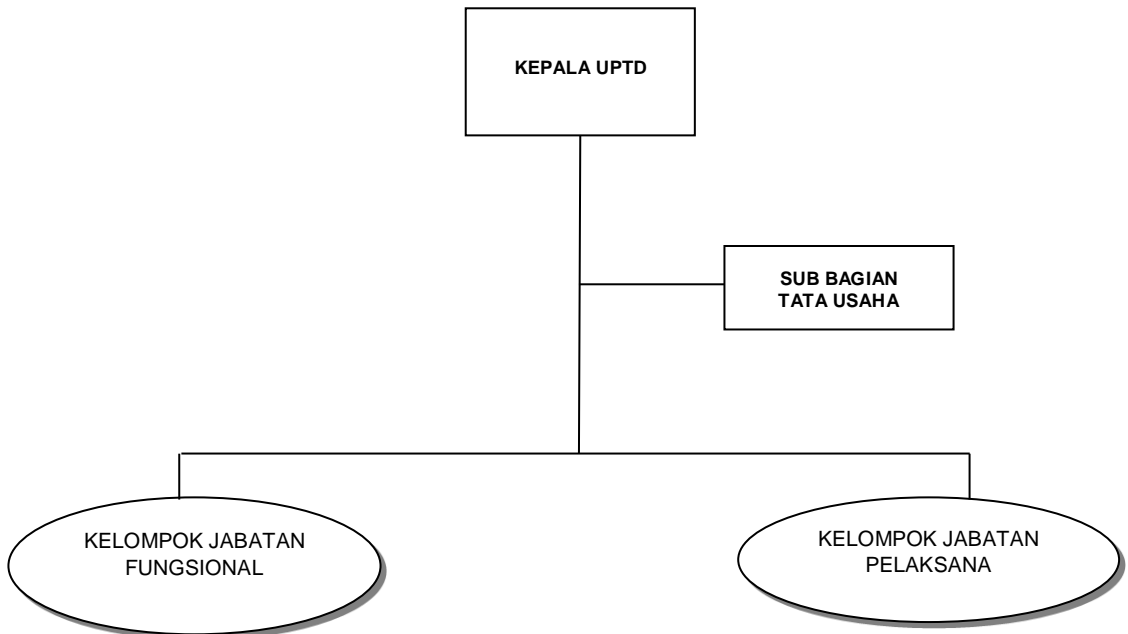 KEPALA UPTD
SUB BAGIAN
TATA USAHA
KELOMPOK JABATAN
FUNGSIONAL
KELOMPOK JABATAN
PELAKSANA